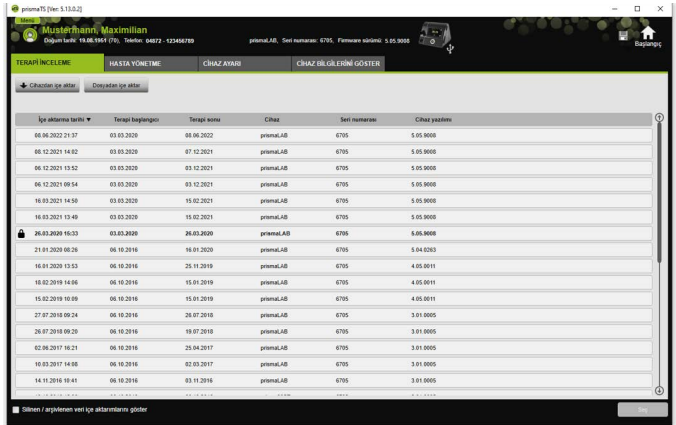 prismaTS [Ver: 5.13.0.2]
Menü
Mustermann, Maximilian
Doğum tarihi: 19.08.1951 (70), Telefon: 04872 - 123456789
prismaLAB, Seri numarası: 6705, Firmware sürümü: 5.05.9008
Başlangıç
TERAPİ İNCELEME HASTA YÖNETME CİHAZ AYARI CİHAZ BİLGİLERİNİ GÖSTER
Cihazdan içe aktar Dosyadan içe aktar
İçe aktarma tarihi ▼ Terapi başlangıcı Terapi sonu Cihaz Seri numarası Cihaz yazılımı
08.06.2022 21:37 03.03.2020 08.06.2022 prismaLAB 6705 5.05.9008
08.12.2021 14:02 03.03.2020 07.12.2021 prismaLAB 6705 5.05.9008
06.12.2021 13:52 03.03.2020 03.12.2021 prismaLAB 6705 5.05.9008
06.12.2021 09:54 03.03.2020 03.12.2021 prismaLAB 6705 5.05.9008
16.03.2021 14:50 03.03.2020 15.02.2021 prismaLAB 6705 5.05.9008
16.03.2021 13:49 03.03.2020 15.02.2021 prismaLAB 6705 5.05.9008
26.03.2020 15:33 03.03.2020 26.03.2020 prismaLAB 6705 5.05.9008
21.01.2020 08:26 06.10.2016 16.01.2020 prismaLAB 6705 5.04.0263
16.01.2020 13:53 06.10.2016 25.11.2019 prismaLAB 6705 4.05.0011
18.02.2019 14:06 06.10.2016 15.01.2019 prismaLAB 6705 4.05.0011
15.02.2019 10:09 06.10.2016 15.01.2019 prismaLAB 6705 4.05.0011
27.07.2018 09:24 06.10.2016 26.07.2018 prismaLAB 6705 3.01.0005
26.07.2018 09:20 06.10.2016 19.07.2018 prismaLAB 6705 3.01.0005
02.06.2017 16:21 06.10.2016 25.04.2017 prismaLAB 6705 3.01.0005
10.03.2017 14:06 06.10.2016 02.03.2017 prismaLAB 6705 3.01.0005
14.11.2016 10:41 06.10.2016 03.11.2016 prismaLAB 6705 3.01.0005
Silinen / arşivlenen veri içe aktarımlarını göster
Seç